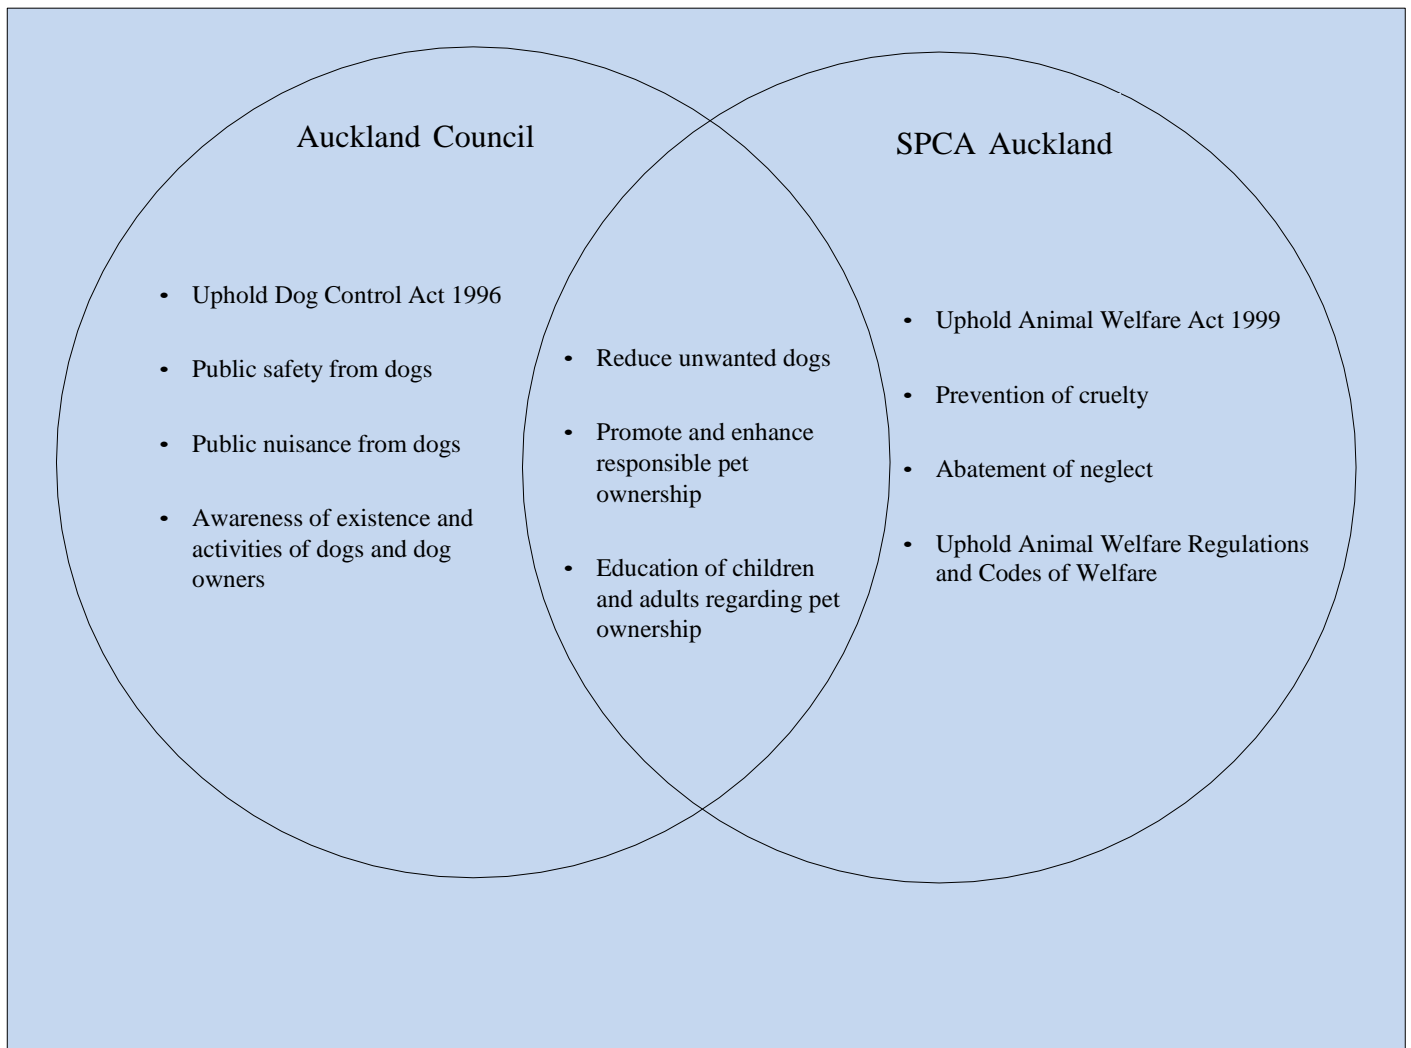 Auckland Council
SPCA Auckland
• Uphold Dog Control Act 1996
• Public safety from dogs
• Public nuisance from dogs
• Awareness of existence and
activities of dogs and dog
owners
• Reduce unwanted dogs
• Promote and enhance
responsible pet
ownership
• Education of children
and adults regarding pet
ownership
• Uphold Animal Welfare Act 1999
• Prevention of cruelty
• Abatement of neglect
• Uphold Animal Welfare Regulations
and Codes of Welfare